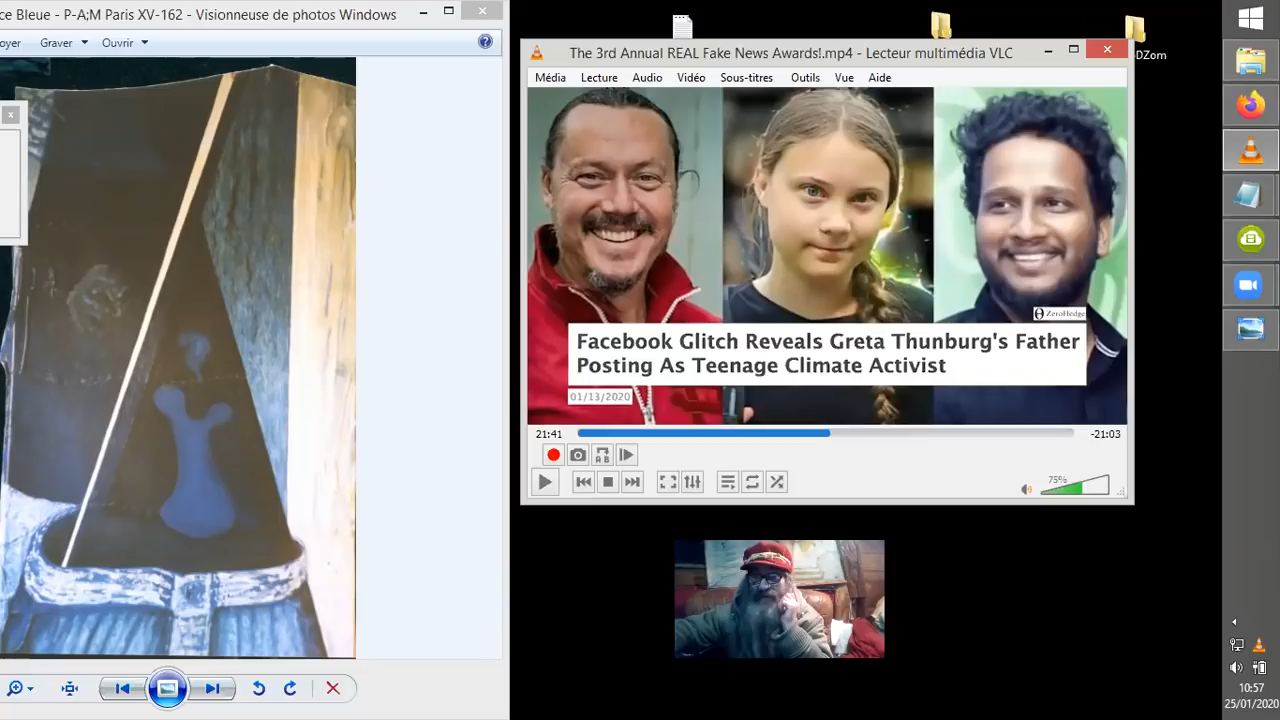 ce Bleue - P-A;M Paris XV-162 - Visionneuse de photos Windows
oyer Graver Ouvrir
The 3rd Annual REAL Fake News Awards!.mp4 - Lecteur multimédia VLC
Média Lecture Audio Vidéo Sous-titres Outils Vue Aide
DZom
ZeroHedge
Facebook Glitch Reveals Greta Thunburg's Father
Posting As Teenage Climate Activist
01/13/2020
21:41
-21:03
75%
10:57
25/01/2020